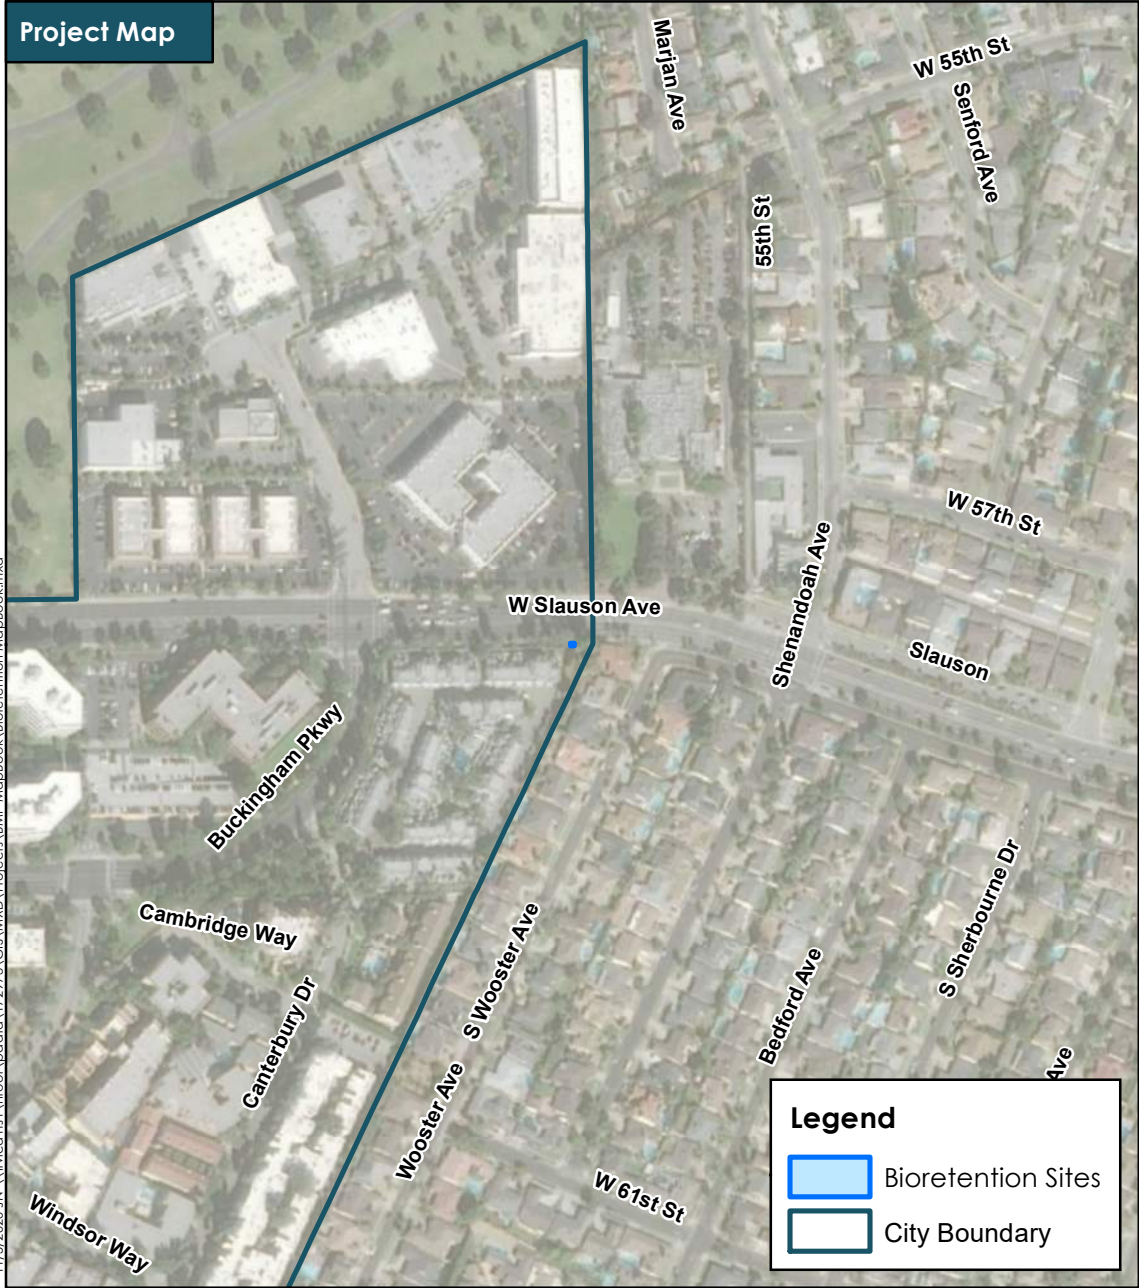 Project Map
Marjan Ave
W 55th St
Senford Ave
55th St
W 57th St
W Slauson Ave
Shenandoah Ave
Slauson
Buckingham Pkwy
Cambridge Way
S Wooster Ave
S Sherbourne Dr
Bedford Ave
Canterbury Dr
Wooster Ave
Ave
W 61st St
Windsor Way
Legend
Bioretention Sites
City Boundary